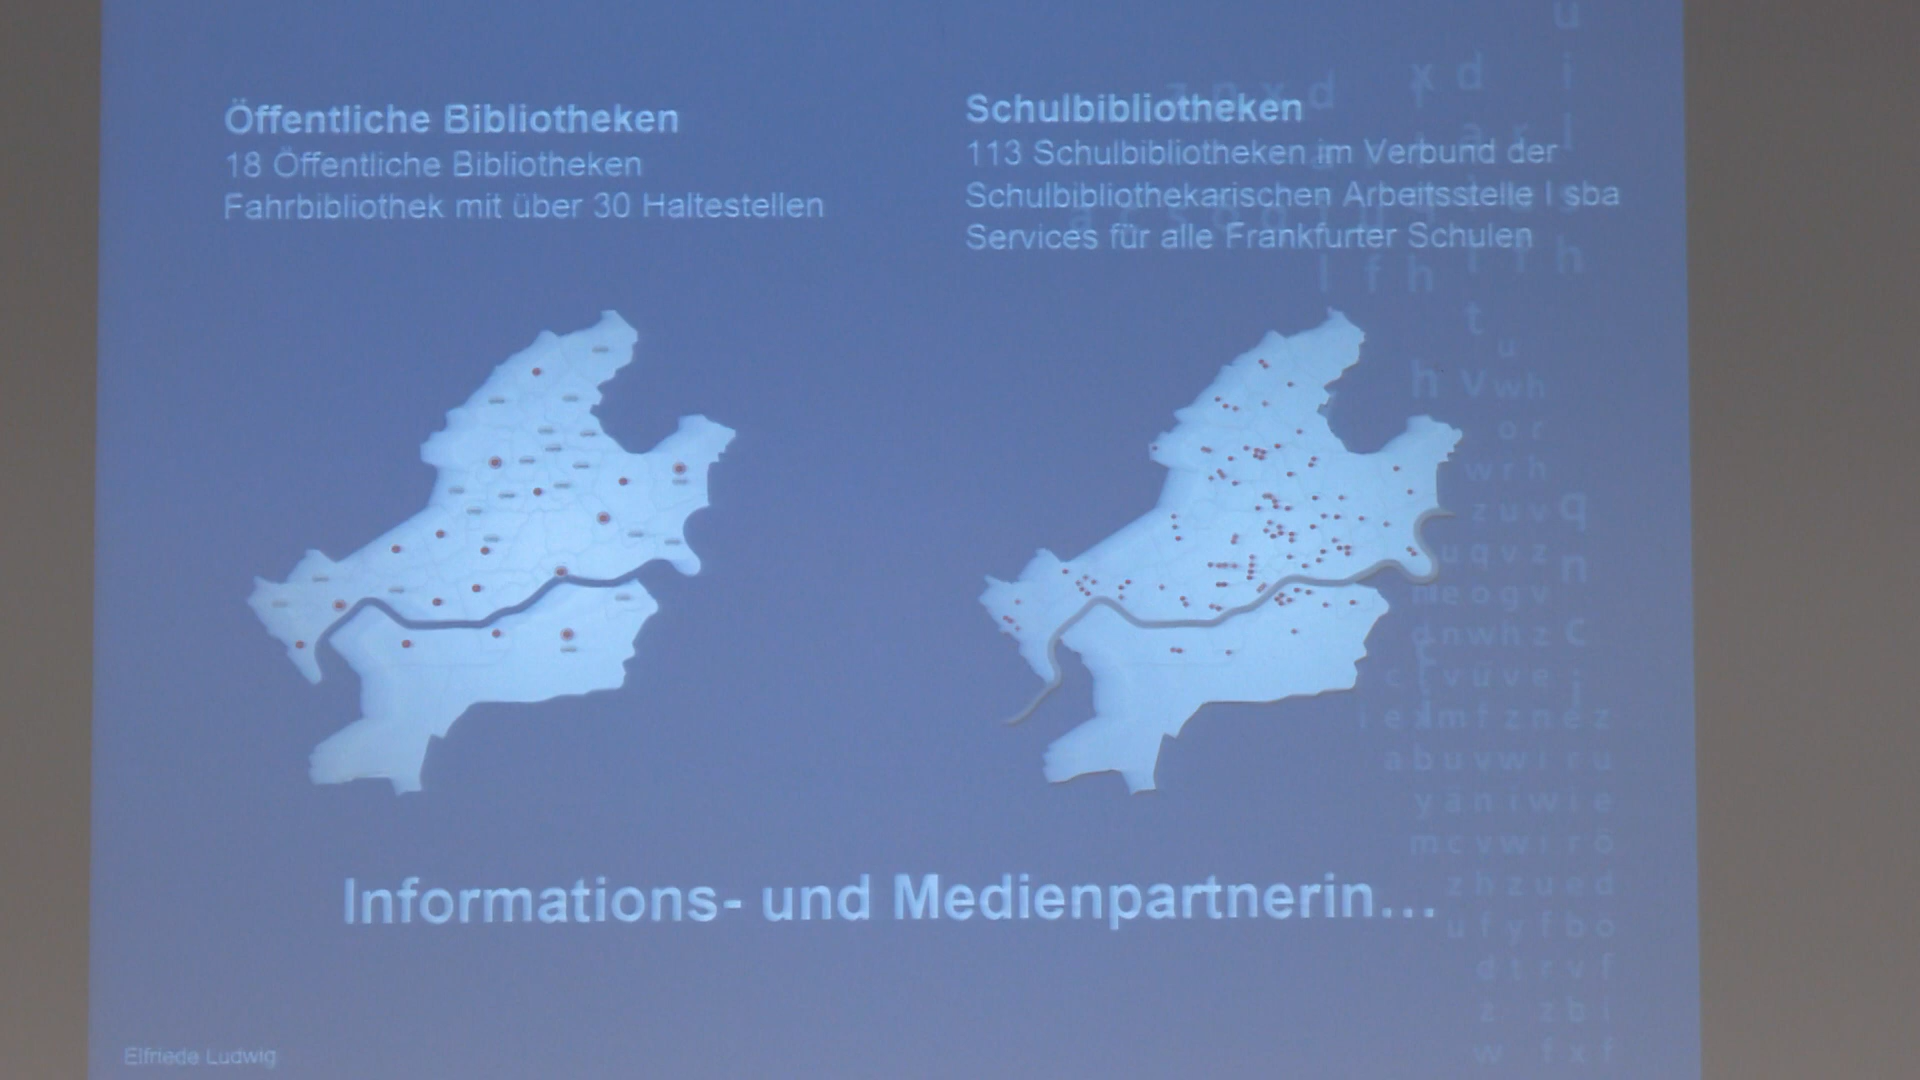 Öffentliche Bibliotheken
18 Öffentliche Bibliotheken
Fahrbibliothek mit über 30 Haltestellen
Schulbibliotheken
113 Schulbibliotheken im Verbund der
Schulbibliothekarischen Arbeitsstelle I sba
Services für alle Frankfurter Schulen
Informations- und Medienpartnerin...
Elfriede Ludwig